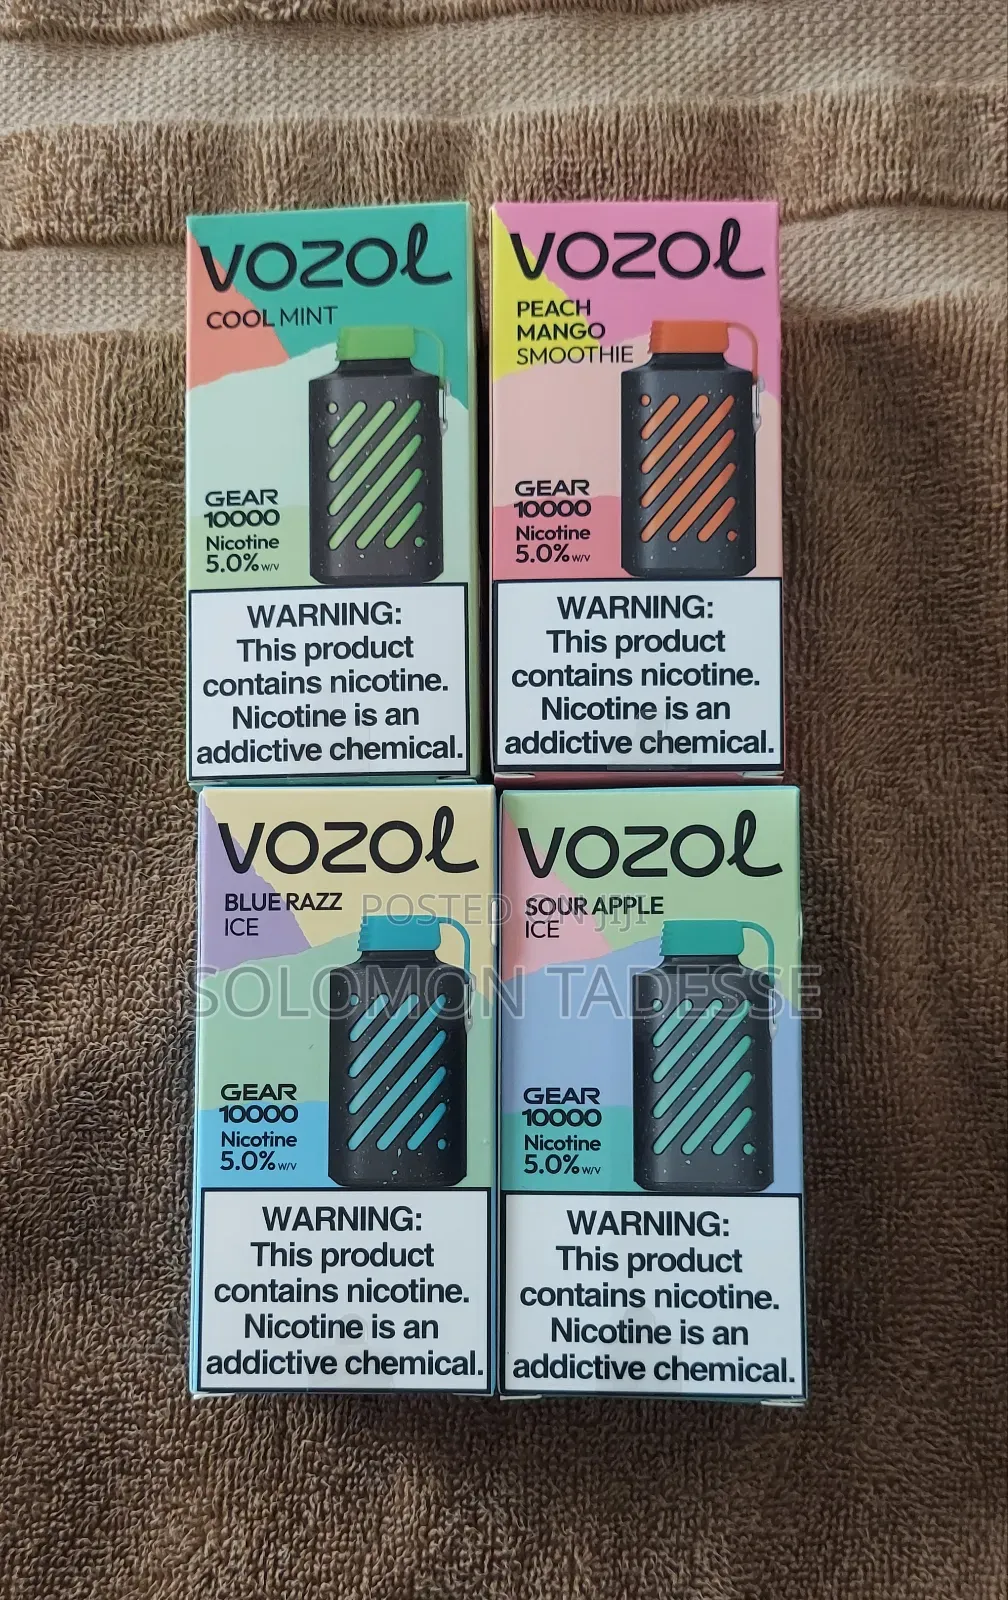 VOZOL
COOL MINT
GEAR
10000
Nicotine
5.0% w/v
WARNING:
This product
contains nicotine.
Nicotine is an
addictive chemical.
VOZOL
PEACH
MANGO
SMOOTHIE
GEAR
10000
Nicotine
5.0% w/v
WARNING:
This product
contains nicotine.
Nicotine is an
addictive chemical.
VOZOL
BLUE RAZZ
ICE
GEAR
10000
Nicotine
5.0% w/v
WARNING:
This product
contains nicotine.
Nicotine is an
addictive chemical.
VOZOL
SOUR APPLE
ICE
GEAR
10000
Nicotine
5.0% w/v
WARNING:
This product
contains nicotine.
Nicotine is an
addictive chemical.
POSTED ON JIJI
SOLOMON TADESSE